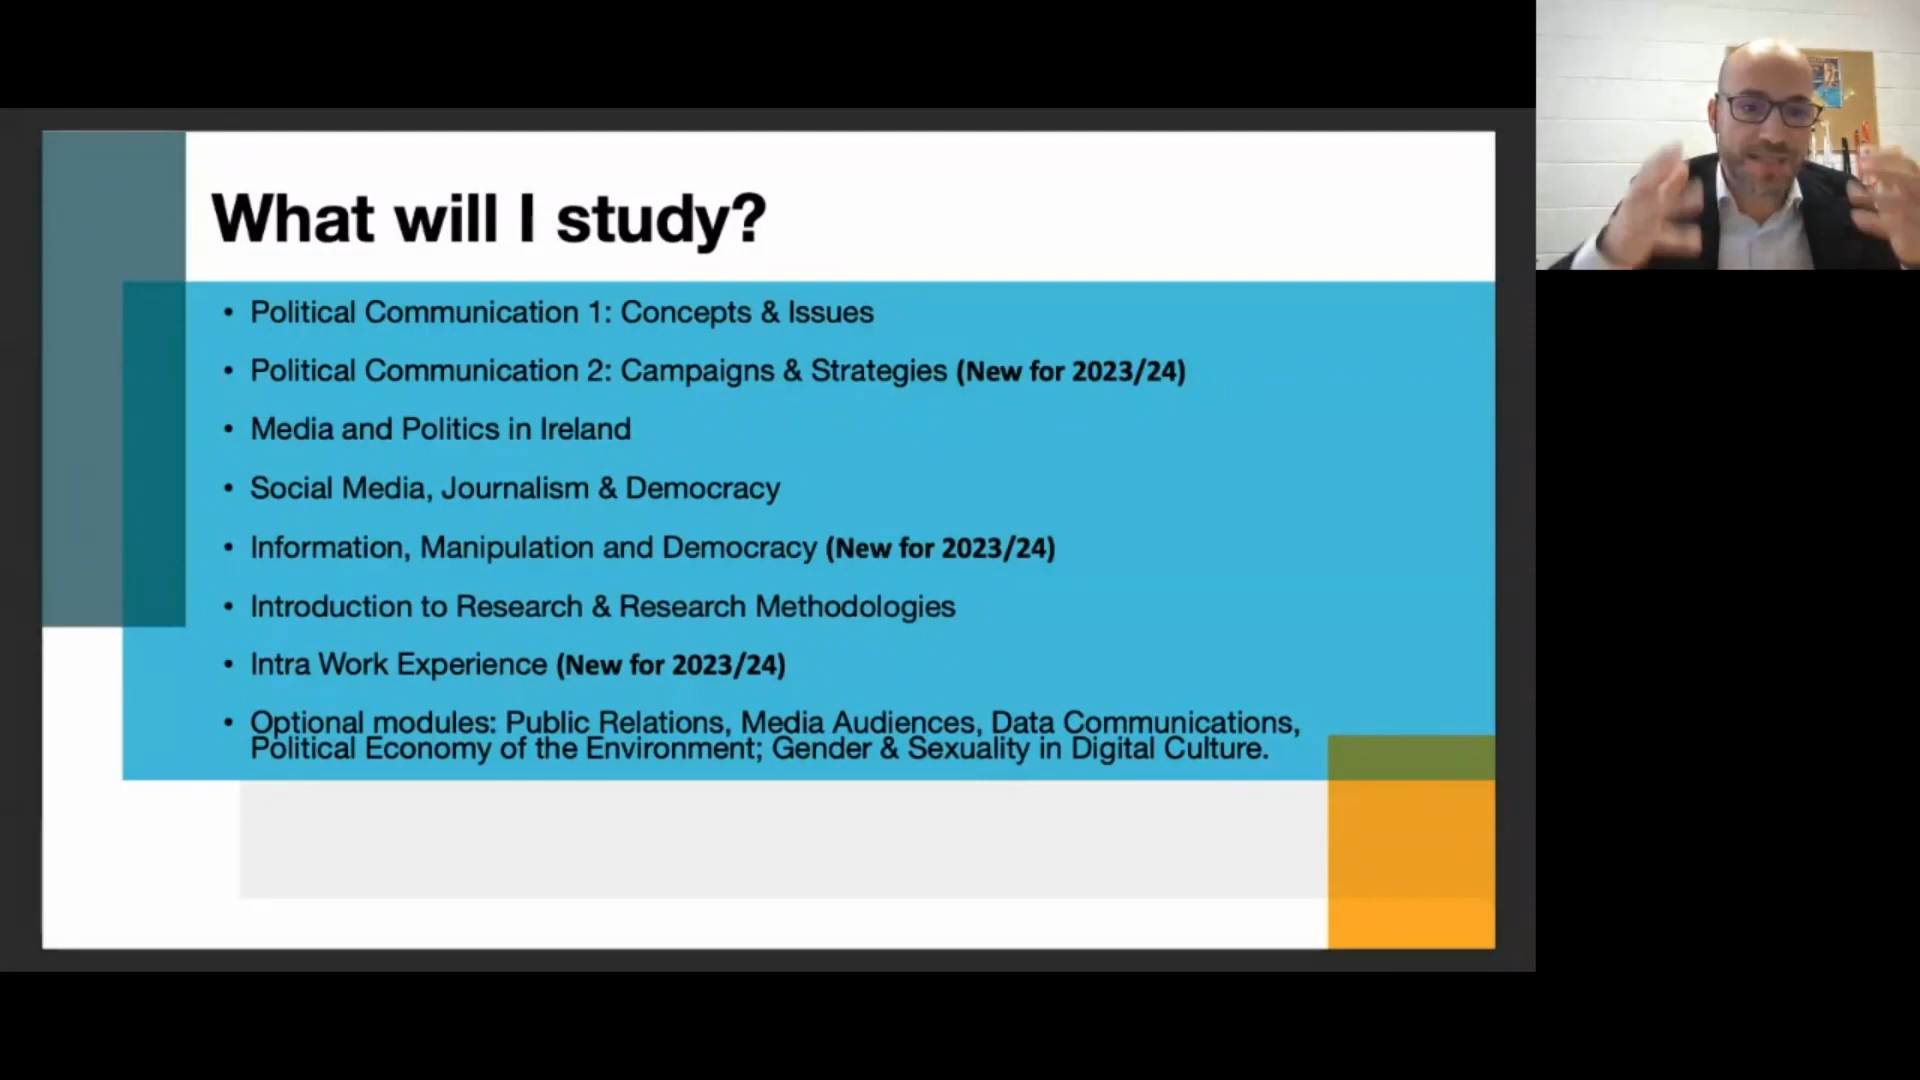 What will I study?
• Political Communication 1: Concepts & Issues
• Political Communication 2: Campaigns & Strategies (New for 2023/24)
• Media and Politics in Ireland
• Social Media, Journalism & Democracy
• Information, Manipulation and Democracy (New for 2023/24)
• Introduction to Research & Research Methodologies
• Intra Work Experience (New for 2023/24)
• Optional modules: Public Relations, Media Audiences, Data Communications,
Political Economy of the Environment; Gender & Sexuality in Digital Culture.